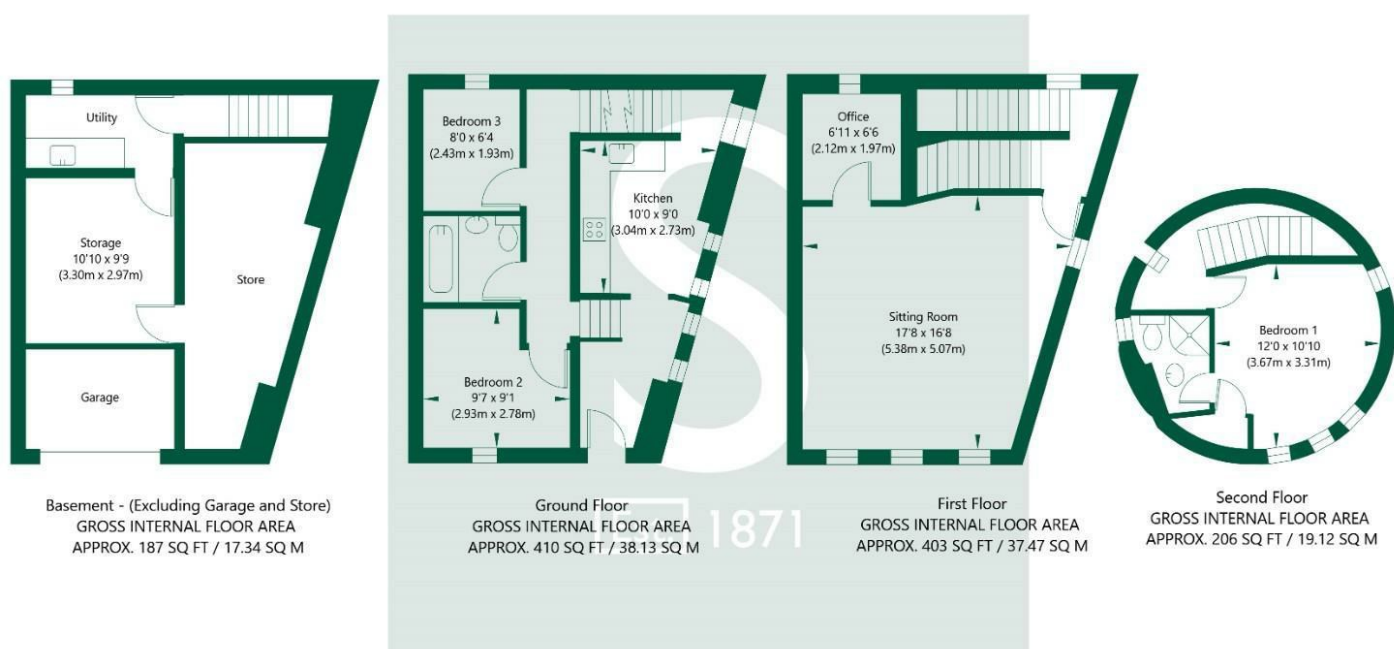 Utility
Storage
10'10 x 9'9
(3.30m x 2.97m)
Store
Garage
Basement - (Excluding Garage and Store)
GROSS INTERNAL FLOOR AREA
APPROX. 187 SQ FT / 17.34 SQ M
Bedroom 3
8'0 x 6'4
(2.43m x 1.93m)
Kitchen
10'0 x 9'0
(3.04m x 2.73m)
Bedroom 2
9'7 x 9'1
(2.93m x 2.78m)
Ground Floor
GROSS INTERNAL FLOOR AREA
APPROX. 410 SQ FT / 38.13 SQ M
Office
6'11 x 6'6
(2.12m x 1.97m)
Sitting Room
17'8 x 16'8
(5.38m x 5.07m)
First Floor
GROSS INTERNAL FLOOR AREA
APPROX. 403 SQ FT / 37.47 SQ M
Bedroom 1
12'0 x 10'10
(3.67m x 3.31m)
Second Floor
GROSS INTERNAL FLOOR AREA
APPROX. 206 SQ FT / 19.12 SQ M
S
Est. 1871